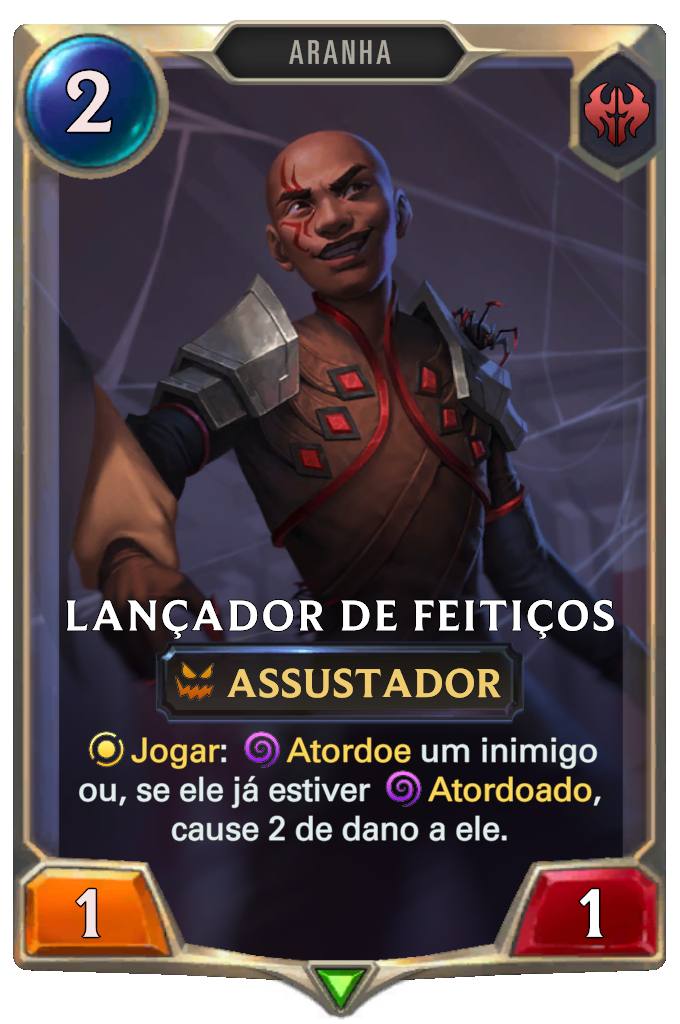 2
ARANHA
LANÇADOR DE FEITIÇOS
ASSUSTADOR
Jogar: Atordoe um inimigo
ou, se ele já estiver Atordoado,
cause 2 de dano a ele.
1
1